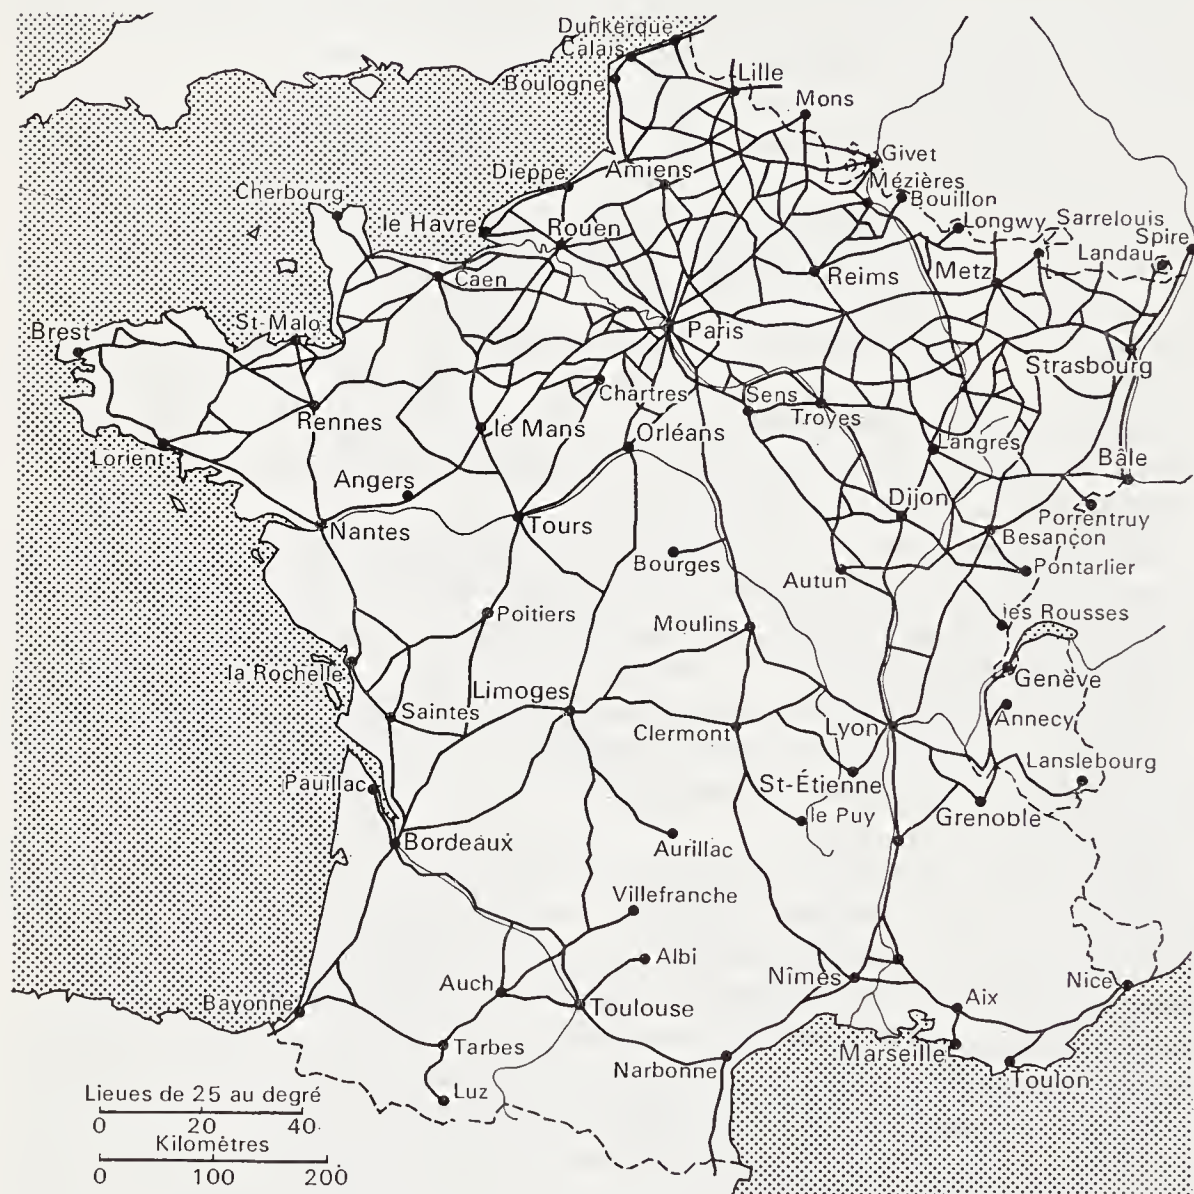 Dunkerque
Calais
Boulogne
Lille
Mons
Givet
Dieppe
Amiens
Mézières
Bouillon
Cherbourg
Longwy
Sarrelouis
le Havre
Rouen
Spire
Landau
Caen
Reims
Metz
Brest
St-Malo
Paris
Strasbourg
Chartres
Sens
Troyes
Rennes
le Mans
Orléans
Langres
Lorient
Bâle
Angers
Dijon
Nantes
Tours
Porrentruy
Besançon
Bourges
Autun
Pontarlier
Poitiers
Moulins
les Rousses
la Rochelle
Limoges
Genève
Saintes
Annecy
Clermont
Lyon
Lanslebourg
Pauillac
St-Étienne
le Puy
Grenoble
Bordeaux
Aurillac
Villefranche
Albi
Nîmes
Auch
Nice
Bayonne
Toulouse
Aix
Tarbes
Marseille
Narbonne
Toulon
Luz
Lieues de 25 au degré
0 20 40
Kilomètres
0 100 200